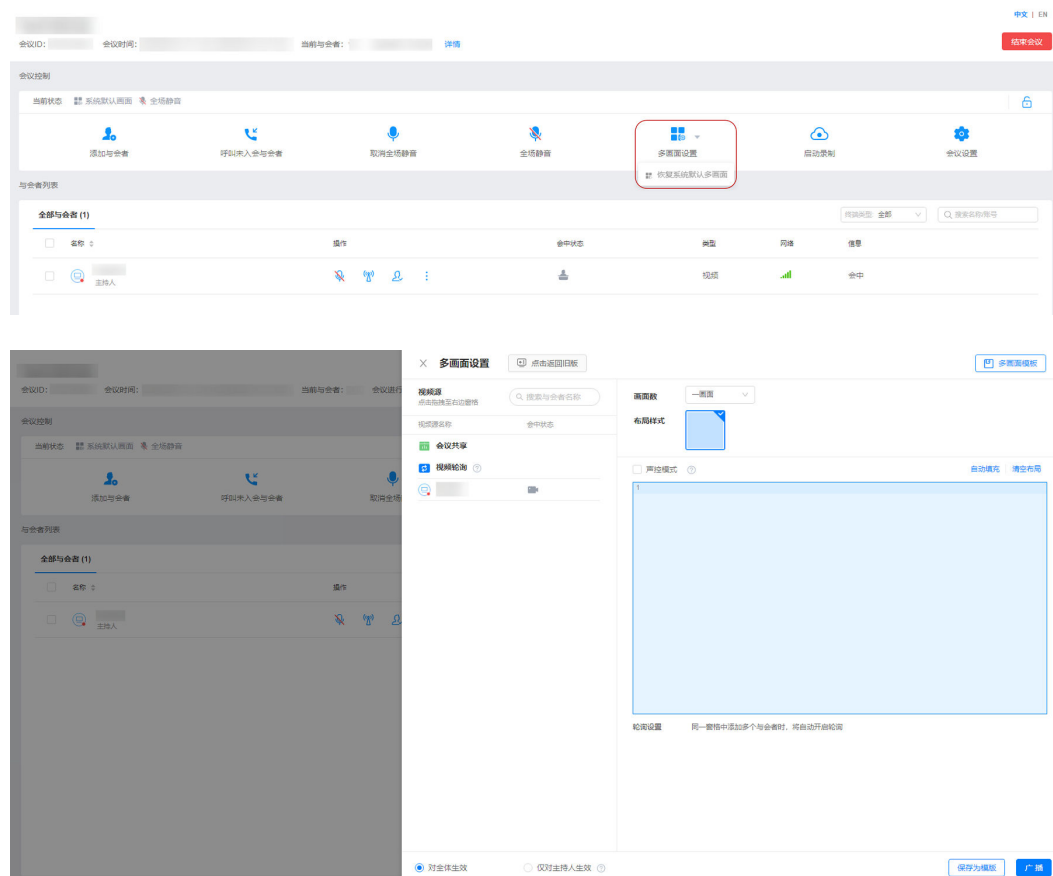 中文 | EN
会议ID: 会议时间: 当前与会者: 详情
结束会议
会议控制
当前状态 系统默认画面 全场静音
添加与会者 呼叫未入会与会者 取消全场静音 全场静音 多画面设置 启动录制 会议设置
恢复系统默认多画面
与会者列表
全部与会者 (1) 终端类型: 全部 搜索名称/账号
名称 操作 会中状态 类型 网络 信息
主持人 视频 会中
多画面设置 点击返回旧版 多画面模板
会议ID: 会议时间: 当前与会者: 会议进行
会议控制
当前状态 系统默认画面 全场静音
添加与会者 呼叫未入会与会者 取消全场
与会者列表
全部与会者 (1)
名称 操作
主持人
视频源
点击拖拽至右边窗格
搜索与会者名称
视频源名称 会中状态
会议共享
视频轮询
画面数 一画面
布局样式
声控模式 自动填充 清空布局
1
轮询设置 同一窗格中添加多个与会者时，将自动开启轮询
对全体生效 仅对主持人生效 保存为模版 广播